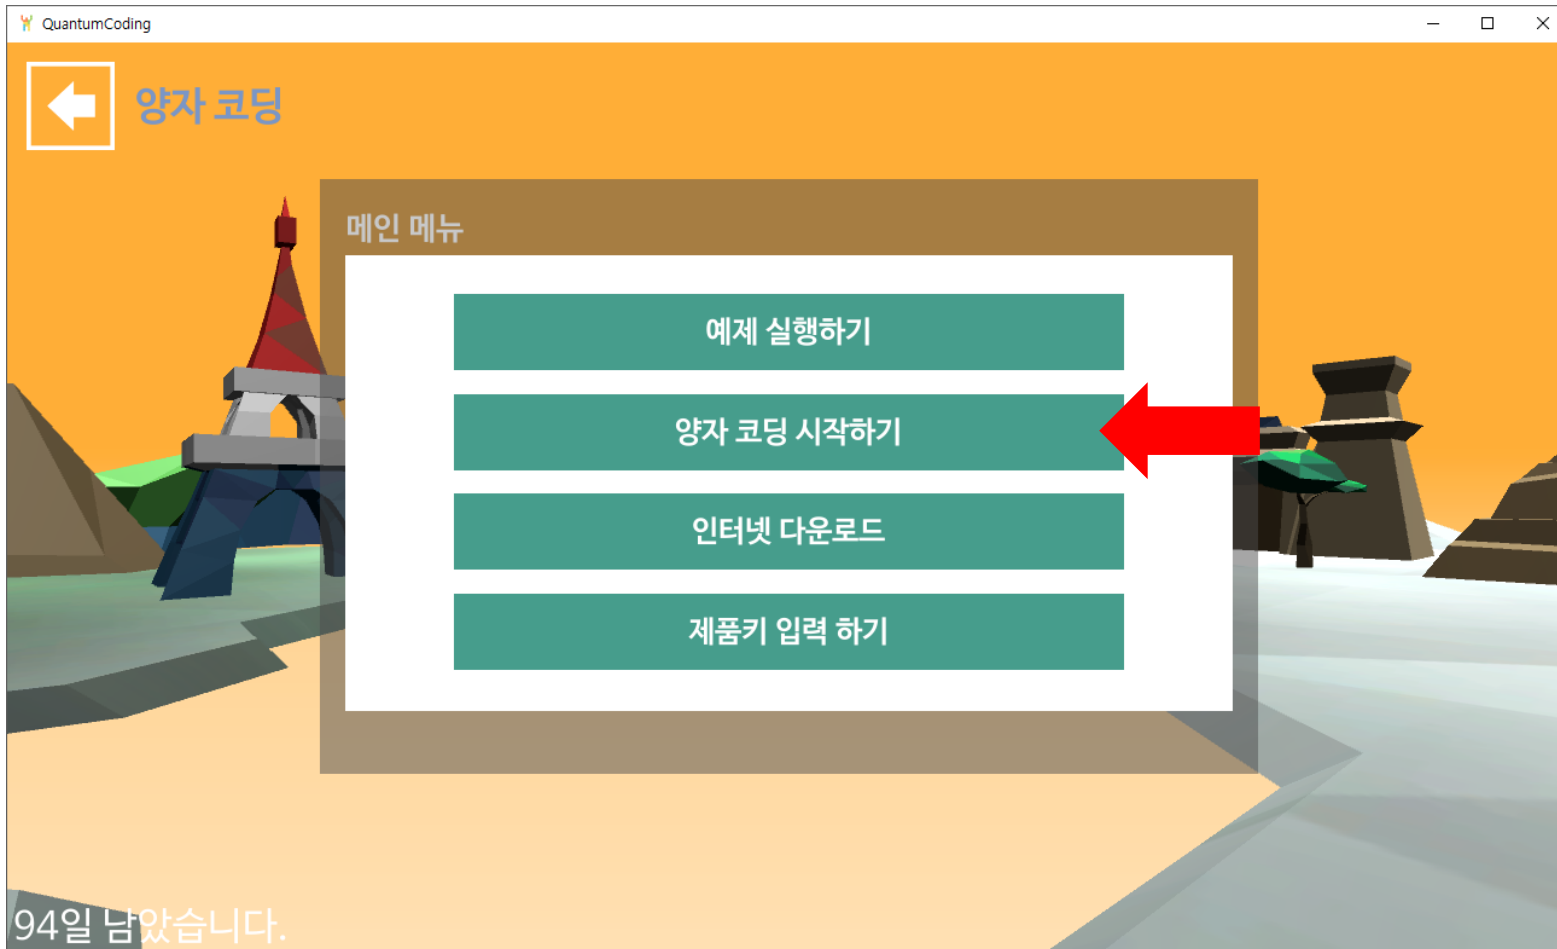 QuantumCoding
양자 코딩
메인 메뉴
예제 실행하기
양자 코딩 시작하기
인터넷 다운로드
제품키 입력 하기
94일 남았습니다.